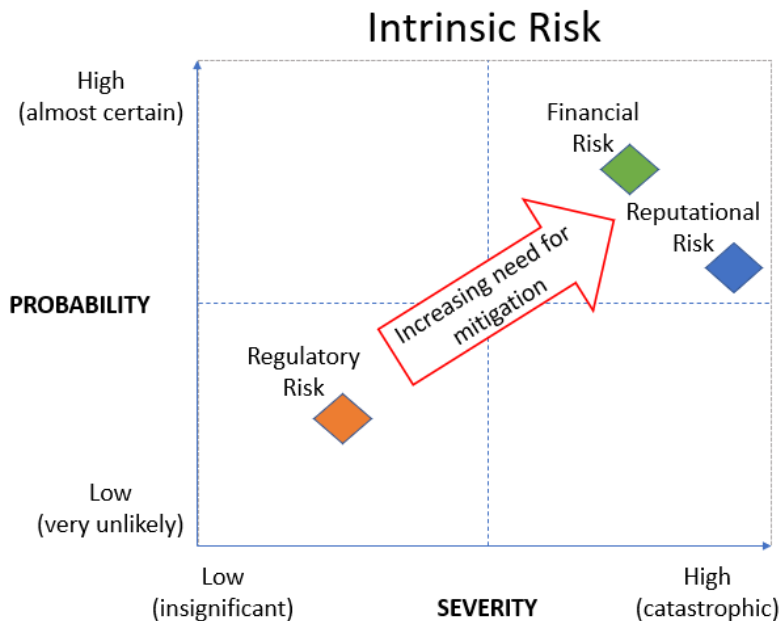 Intrinsic Risk
High
(almost certain)
Financial
Risk
Reputational
Risk
Increasing need for
mitigation
PROBABILITY
Regulatory
Risk
Low
(very unlikely)
Low
(insignificant)
SEVERITY
High
(catastrophic)